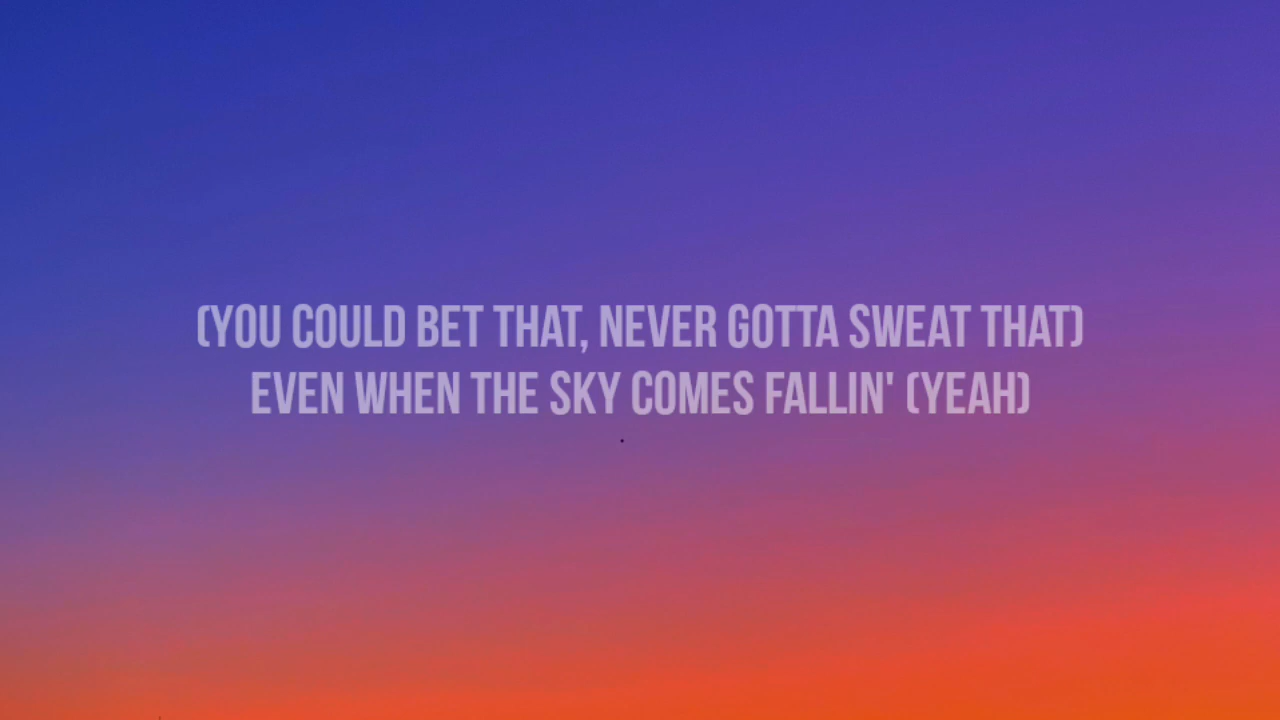 (YOU COULD BET THAT, NEVER GOTTA SWEAT THAT)
EVEN WHEN THE SKY COMES FALLIN' (YEAH)